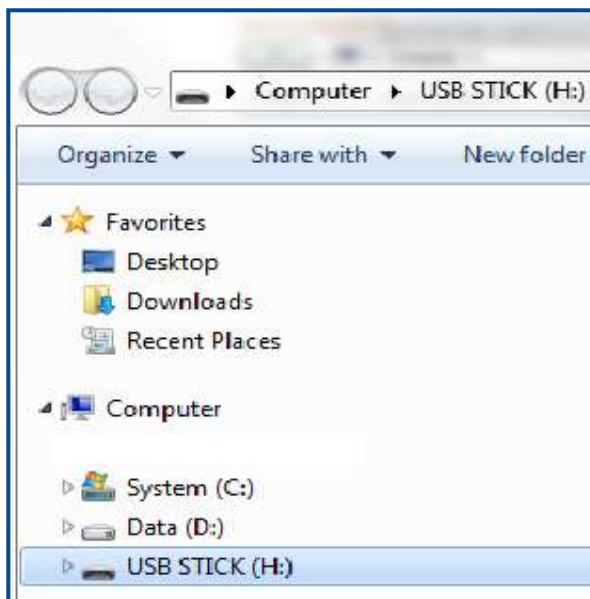 Computer USB STICK (H:)
Organize Share with New folder
Favorites
Desktop
Downloads
Recent Places
Computer
System (C:)
Data (D:)
USB STICK (H:)